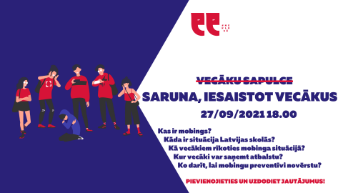 VECĀKU SAPULCE
SARUNA, IESAISTOT VECĀKUS
27/09/2021 18.00
Kas ir mobings?
Kāda ir situācija Latvijas skolās?
Kā vecākiem rīkoties mobinga situācijā?
Kur vecāki var saņemt atbalstu?
Ko darīt, lai mobingu preventīvi novērstu?
PIEVIENOJIETIES UN UZDODIET JAUTĀJUMUS!